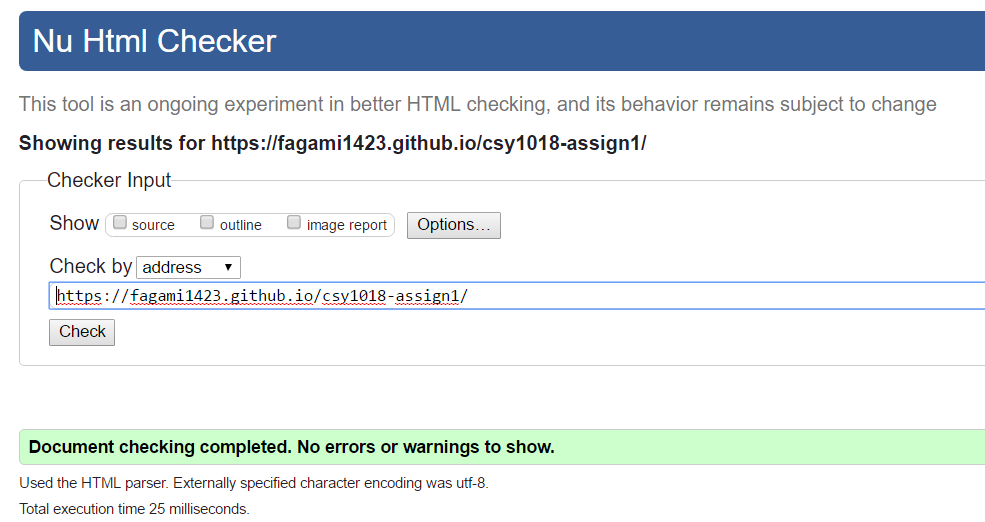 Nu Html Checker
This tool is an ongoing experiment in better HTML checking, and its behavior remains subject to change
Showing results for https://fagami1423.github.io/csy1018-assign1/
Checker Input
Show source outline image report Options...
Check by address
https://fagami1423.github.io/csy1018-assign1/
Check
Document checking completed. No errors or warnings to show.
Used the HTML parser. Externally specified character encoding was utf-8.
Total execution time 25 milliseconds.